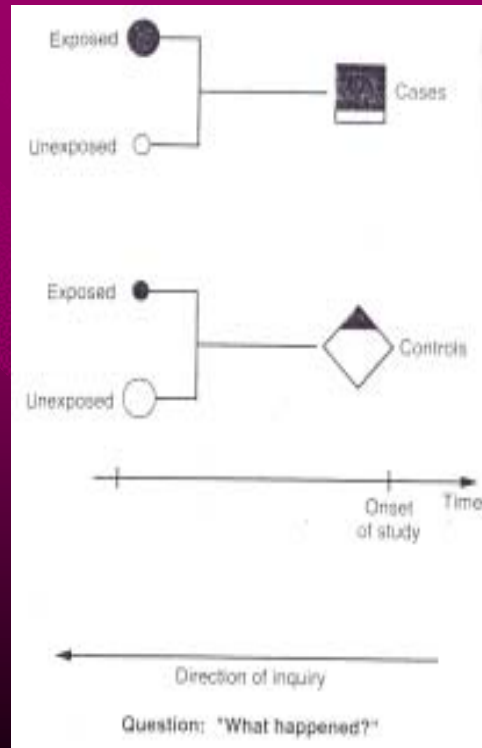 Exposed
Cases
Unexposed
Exposed
Controls
Unexposed
Onset
of study
Time
Direction of inquiry
Question: "What happened?"